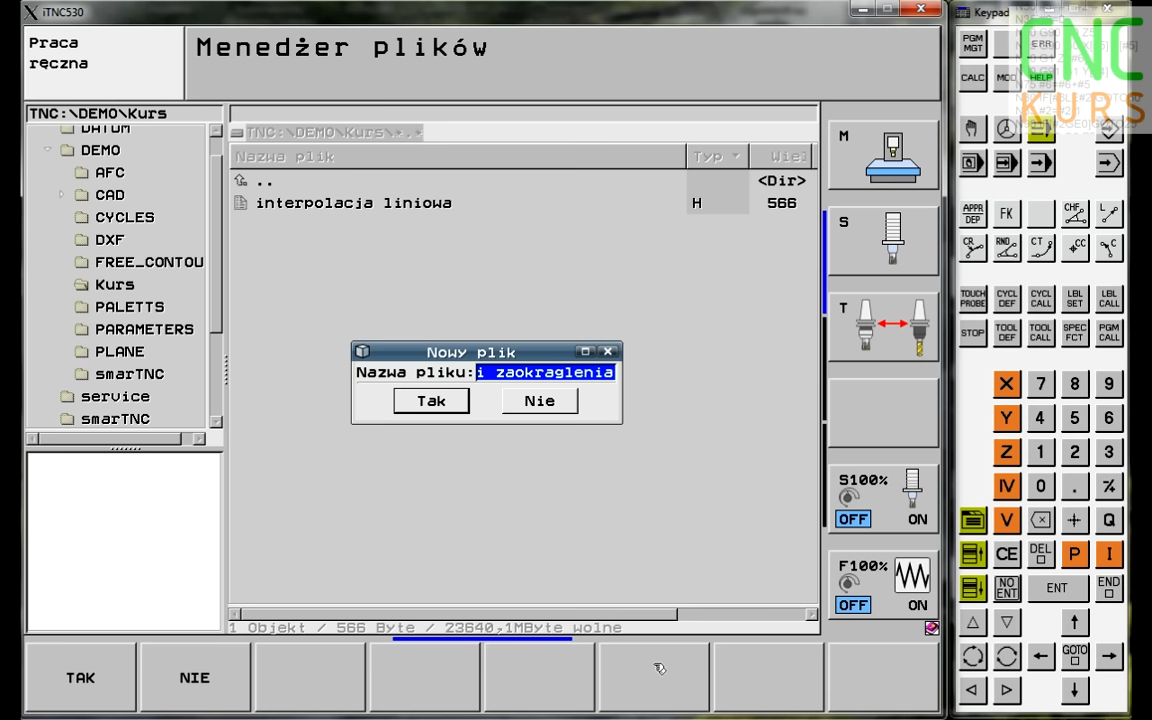 iTNC530
Praca
ręczna
Menedżer plików
TNC:\DEMO\Kurs
TNC:\DEMO\Kurs\*.*
DATUM
DEMO
AFC
CAD
CYCLES
DXF
FREE_CONTOU
Kurs
PALETTS
PARAMETERS
PLANE
smarTNC
service
smarTNC
Nazwa plik Typ Wiel
.. <Dir>
interpolacja liniowa H 566
Nowy plik
Nazwa pliku: i zaokraglenia
Tak Nie
1 Objekt / 566 Byte / 23640,1MByte wolne
TAK NIE
M
S
T
S100%
OFF ON
F100%
OFF ON
Keypad
CNC
KURS
PGM MGT ERR
CALC MOD HELP
APPR DEP FK CHF L
CR RND CT CC C
TOUCH PROBE CYCL DEF CYCL CALL LBL SET LBL CALL
STOP TOOL DEF TOOL CALL SPEC FCT PGM CALL
X 7 8 9
Y 4 5 6
Z 1 2 3
IV 0 . 
V Q
CE DEL P I
NO ENT ENT END
GOTO